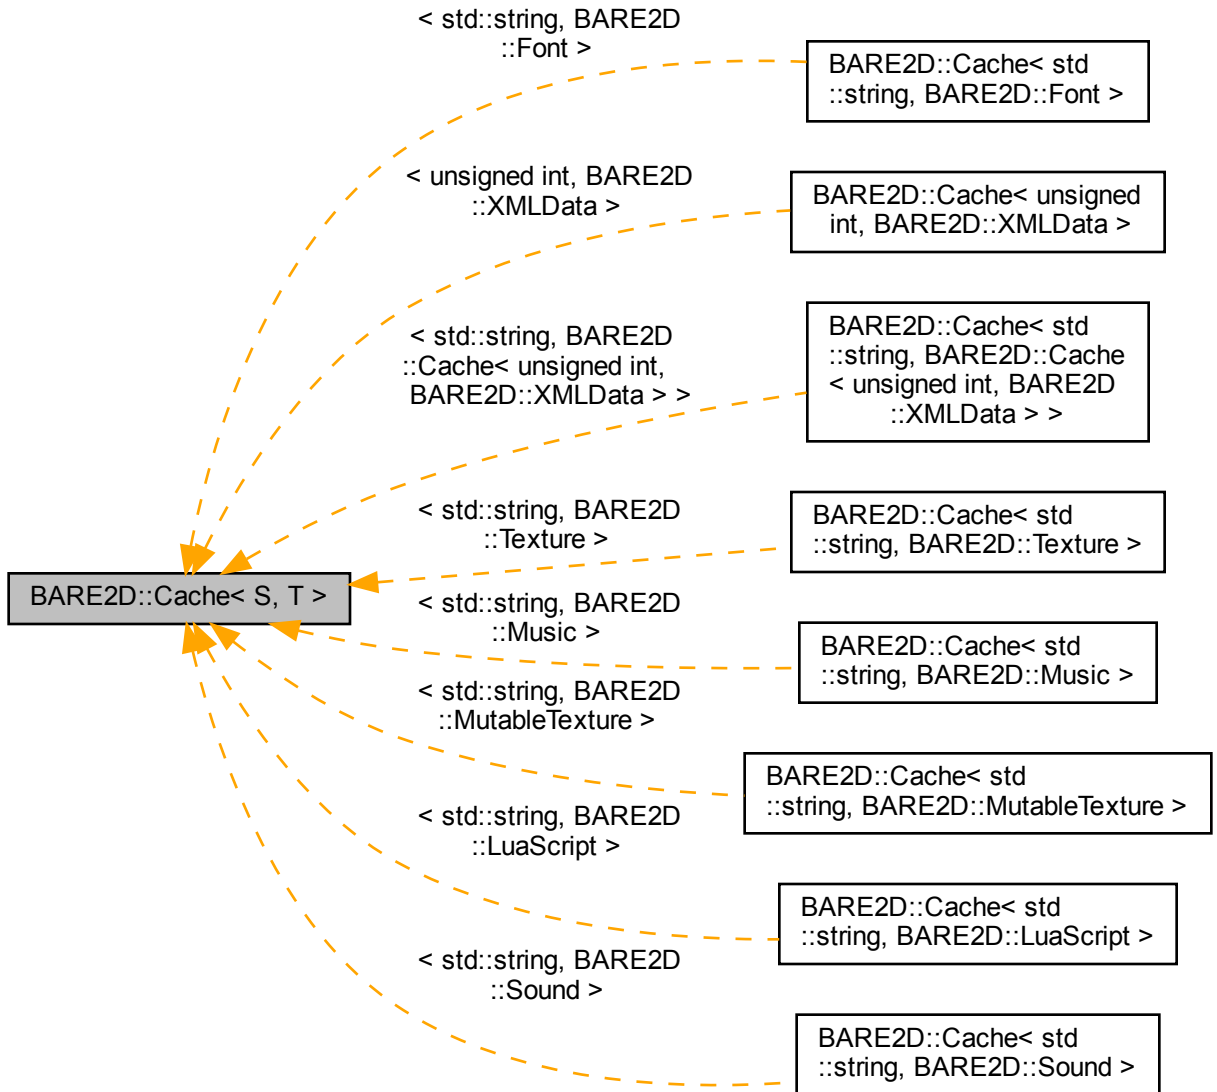 < std::string, BARE2D
::Font >
BARE2D::Cache< std
::string, BARE2D::Font >
< unsigned int, BARE2D
::XMLData >
BARE2D::Cache< unsigned
int, BARE2D::XMLData >
< std::string, BARE2D
::Cache< unsigned int,
BARE2D::XMLData > >
BARE2D::Cache< std
::string, BARE2D::Cache
< unsigned int, BARE2D
::XMLData > >
< std::string, BARE2D
::Texture >
BARE2D::Cache< std
::string, BARE2D::Texture >
BARE2D::Cache< S, T >
< std::string, BARE2D
::Music >
BARE2D::Cache< std
::string, BARE2D::Music >
< std::string, BARE2D
::MutableTexture >
BARE2D::Cache< std
::string, BARE2D::MutableTexture >
< std::string, BARE2D
::LuaScript >
BARE2D::Cache< std
::string, BARE2D::LuaScript >
< std::string, BARE2D
::Sound >
BARE2D::Cache< std
::string, BARE2D::Sound >